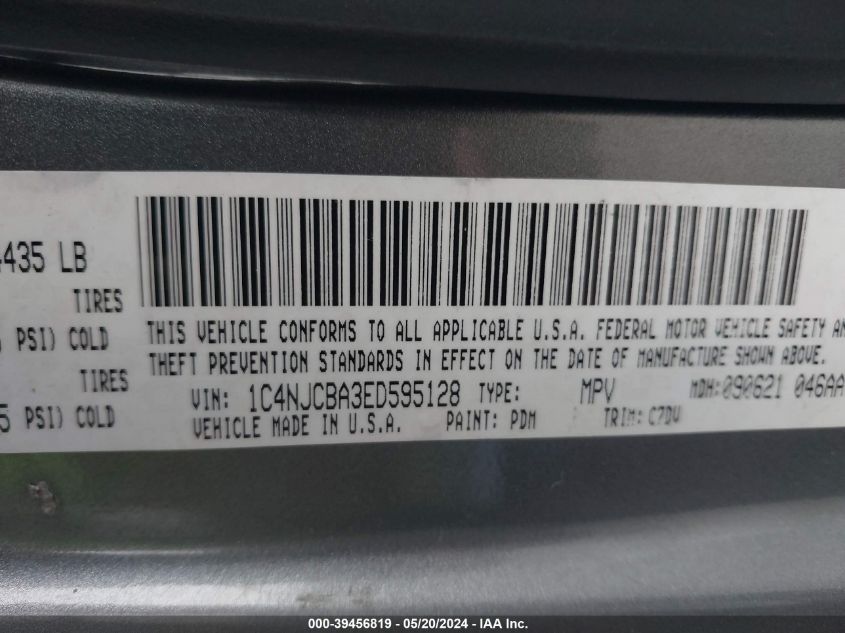 435 LB
TIRES
PSI) COLD
TIRES
5 PSI) COLD
THIS VEHICLE CONFORMS TO ALL APPLICABLE U.S.A. FEDERAL MOTOR VEHICLE SAFETY AN
THEFT PREVENTION STANDARDS IN EFFECT ON THE DATE OF MANUFACTURE SHOWN ABOVE.
VIN: 1C4NJCBA3ED595128 TYPE: MPV MDH:090621 046AA
VEHICLE MADE IN U.S.A. PAINT: PDM TRIM: C7DV
000-39456819 - 05/20/2024 - IAA Inc.